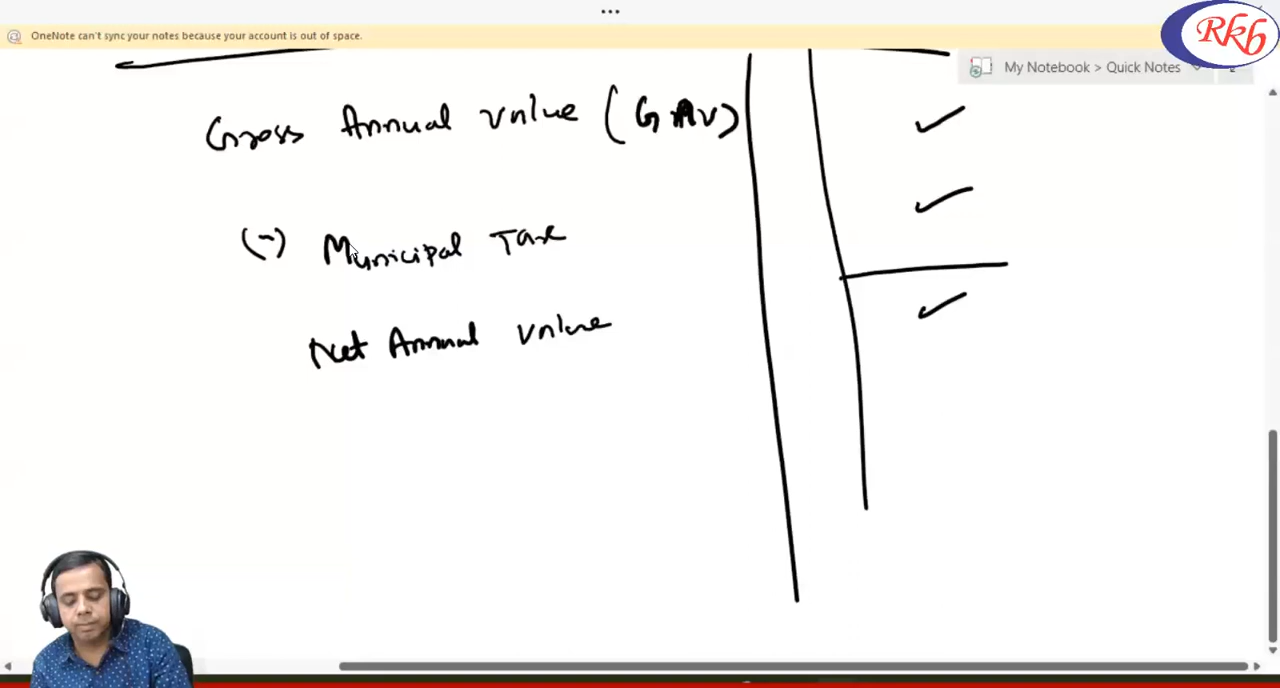 OneNote can't sync your notes because your account is out of space.
RKb
My Notebook > Quick Notes
Gross Annual value (GAV)
(-) Municipal Tax
Net Annual value